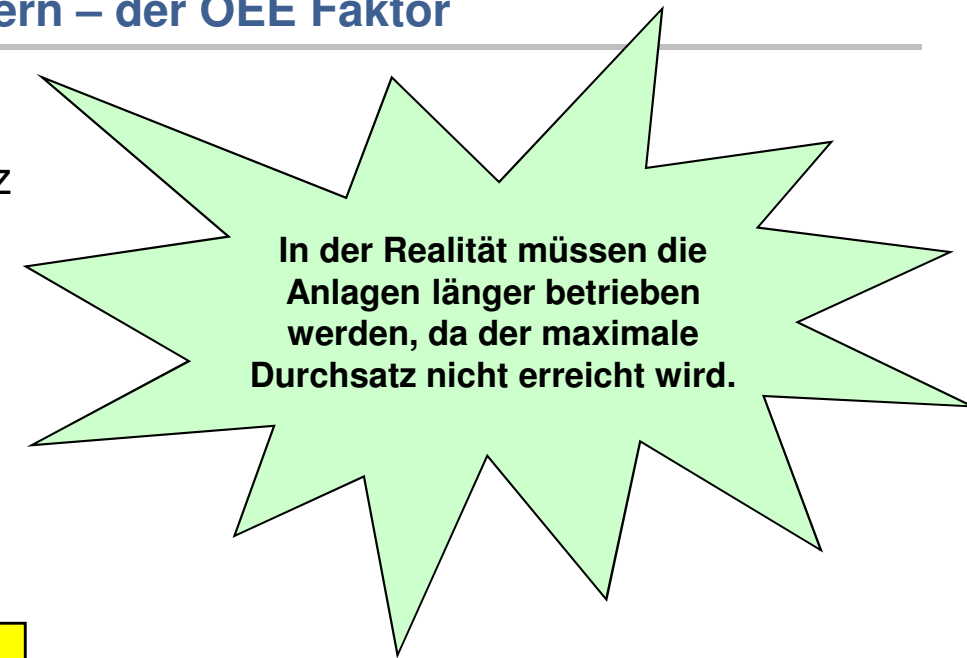 ern – der OEE Faktor
z
In der Realität müssen die
Anlagen länger betrieben
werden, da der maximale
Durchsatz nicht erreicht wird.